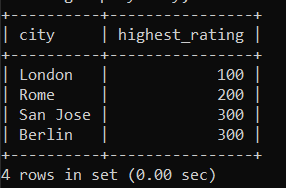 +----------+----------------+
| city     | highest_rating |
+----------+----------------+
| London   |            100 |
| Rome     |            200 |
| San Jose |            300 |
| Berlin   |            300 |
+----------+----------------+
4 rows in set (0.00 sec)